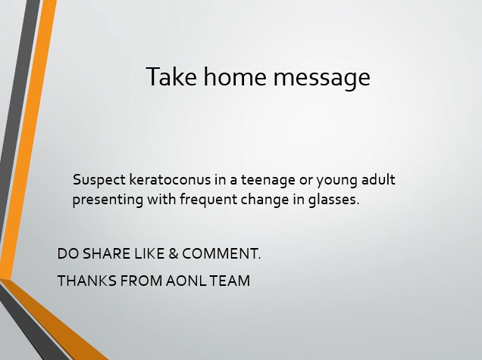 Take home message
Suspect keratoconus in a teenage or young adult
presenting with frequent change in glasses.
DO SHARE LIKE & COMMENT.
THANKS FROM AONL TEAM